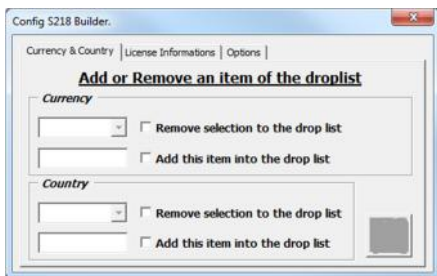 Config S218 Builder.
Currency & Country License Informations Options
Add or Remove an item of the droplist
Currency
Remove selection to the drop list
Add this item into the drop list
Country
Remove selection to the drop list
Add this item into the drop list